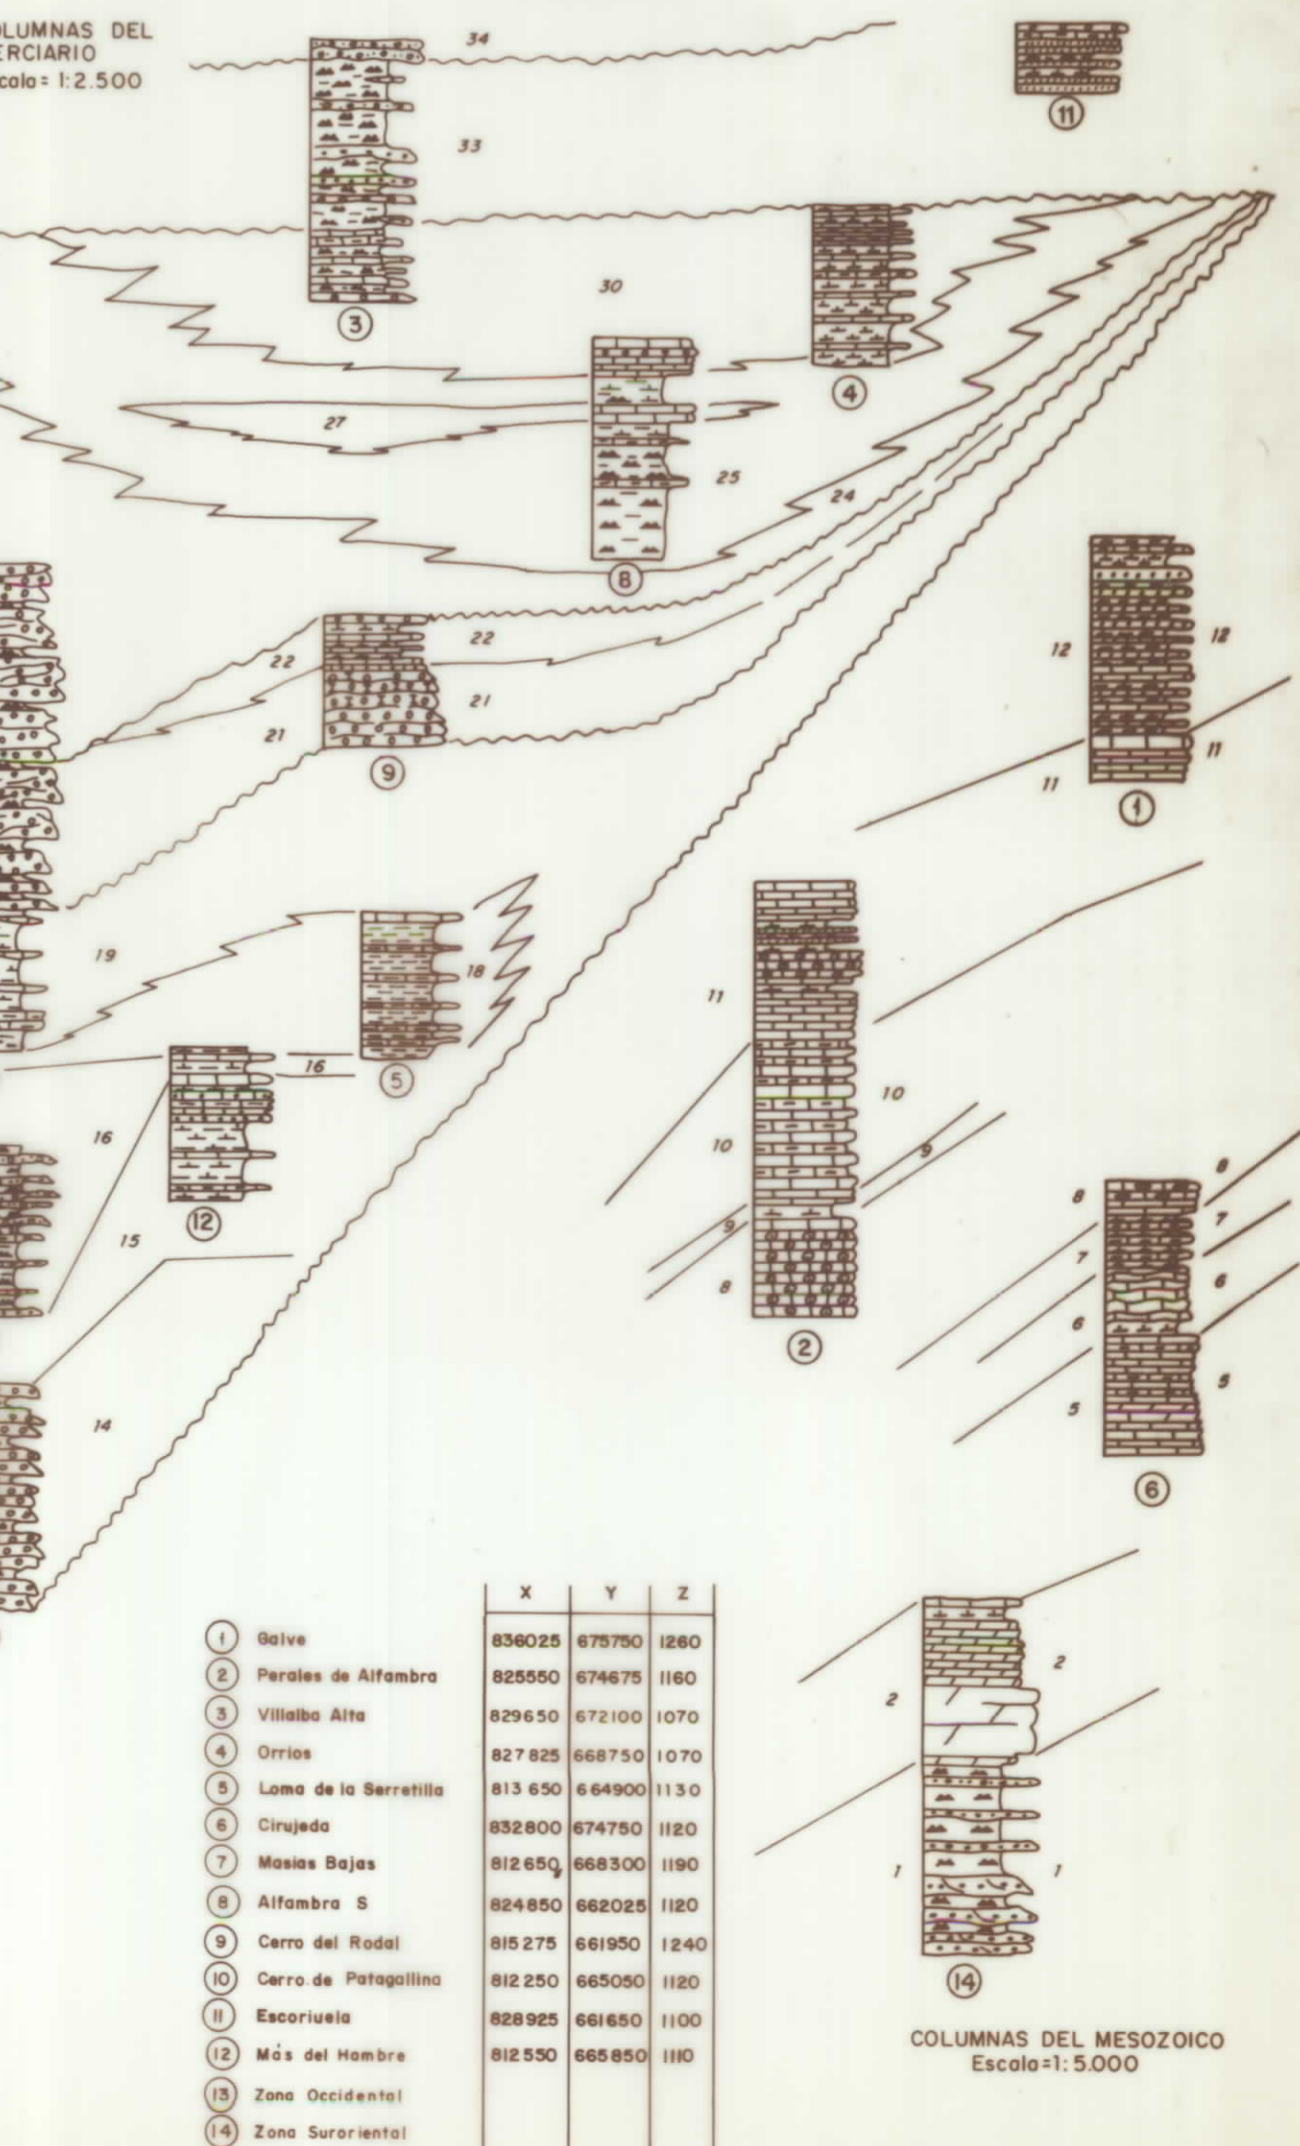 OLUMNAS DEL
ERCIARIO
cala= 1:2.500
34
11
33
30
3
4
27
25
24
8
22
22
12
12
21
21
11
11
9
1
19
18
11
16
5
10
16
10
9
8
12
9
8
7
15
8
7
6
6
2
14
5
5
6
X Y Z
1 Galve 836025 675750 1260
2 Perales de Alfambra 825550 674675 1160
3 Villalba Alta 829650 672100 1070
4 Orrios 827825 668750 1070
5 Loma de la Serretilla 813650 664900 1130
6 Cirujeda 832800 674750 1120
7 Masias Bajas 812650 668300 1190
8 Alfambra S 824850 662025 1120
9 Cerro del Rodal 815275 661950 1240
10 Cerro de Patagallina 812250 665050 1120
11 Escoriuela 828925 661650 1100
12 Más del Hambre 812550 665850 1110
13 Zona Occidental
14 Zona Suroriental
2
2
1
1
14
COLUMNAS DEL MESOZOICO
Escala=1:5.000